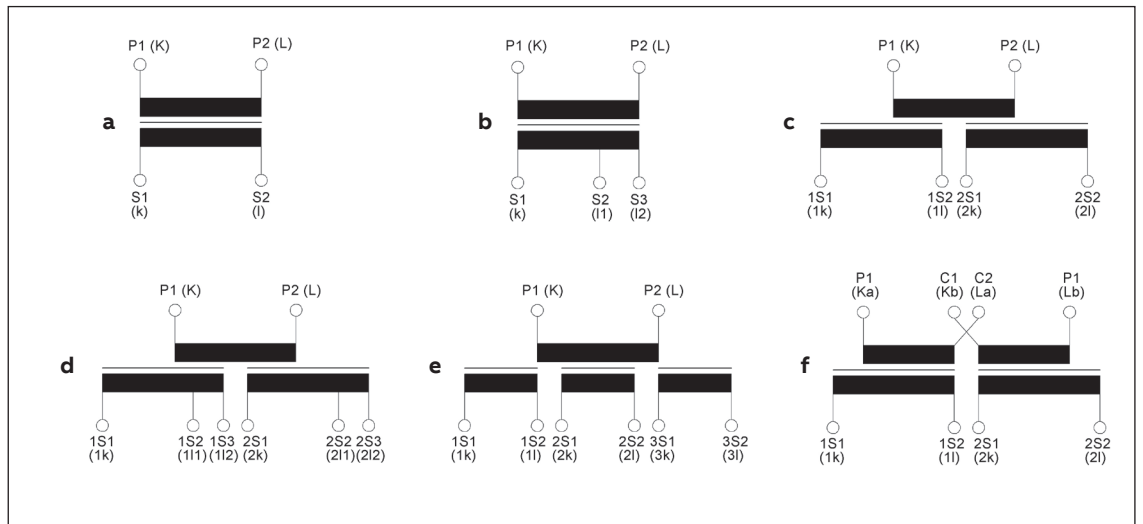 P1 (K) P2 (L)
a
S1 S2
(k) (l)
P1 (K) P2 (L)
b
S1 S2 S3
(k) (l1) (l2)
P1 (K) P2 (L)
c
1S1 1S2 2S1 2S2
(1k) (1l) (2k) (2l)
P1 (K) P2 (L)
d
1S1 1S2 1S3 2S1 2S2 2S3
(1k) (1l1) (1l2) (2k) (2l1) (2l2)
P1 (K) P2 (L)
e
1S1 1S2 2S1 2S2 3S1 3S2
(1k) (1l) (2k) (2l) (3k) (3l)
P1 C1 C2 P1
(Ka) (Kb) (La) (Lb)
f
1S1 1S2 2S1 2S2
(1k) (1l) (2k) (2l)